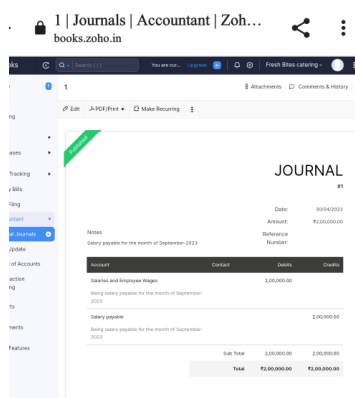 1 | Journals | Accountant | Zoh...
books.zoho.in
oks
Search ( / )
You are cur... Upgrade
Fresh Bites catering
1
Attachments
Comments & History
Edit
PDF/Print
Make Recurring
ng
ases
Tracking
y Bills
Filing
untant
al Journals
Update
of Accounts
action
ng
ts
ments
Features
Published
JOURNAL
#1
Date: 30/04/2023
Amount: ₹2,00,000.00
Reference
Number:
Notes
Salary payable for the month of September-2023
Account Contact Debits Credits
Salaries and Employee Wages 2,00,000.00
Being salary payable for the month of September-
2023
Salary payable 2,00,000.00
Being salary payable for the month of September-
2023
Sub Total 2,00,000.00 2,00,000.00
Total ₹2,00,000.00 ₹2,00,000.00